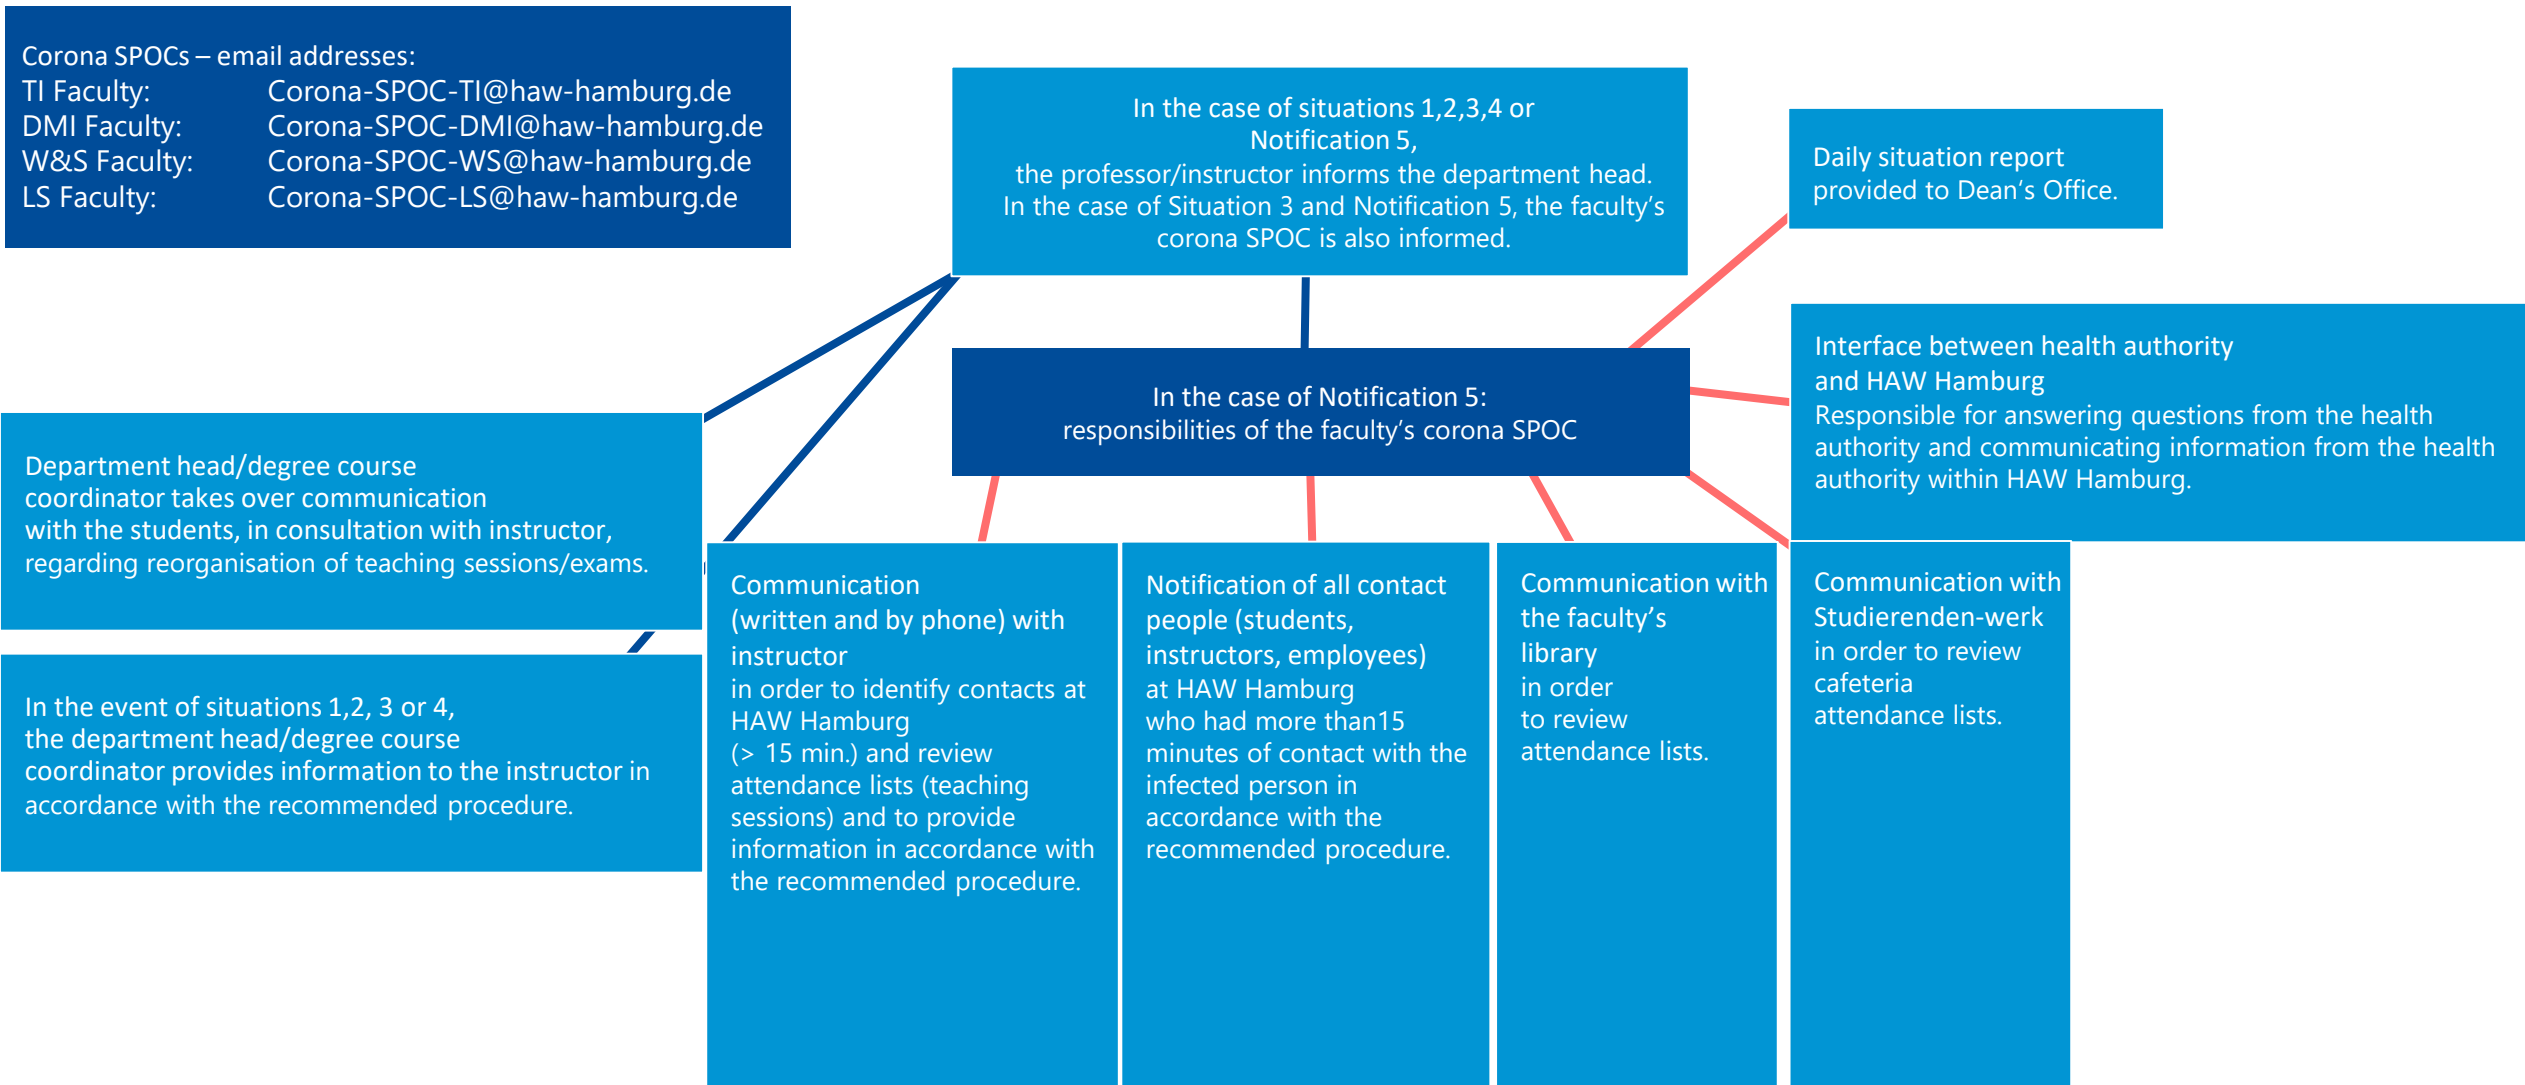 Corona SPOCs – email addresses:
TI Faculty: Corona-SPOC-TI@haw-hamburg.de
DMI Faculty: Corona-SPOC-DMI@haw-hamburg.de
W&S Faculty: Corona-SPOC-WS@haw-hamburg.de
LS Faculty: Corona-SPOC-LS@haw-hamburg.de
In the case of situations 1,2,3,4 or
Notification 5,
the professor/instructor informs the department head.
In the case of Situation 3 and Notification 5, the faculty's
corona SPOC is also informed.
Daily situation report
provided to Dean's Office.
In the case of Notification 5:
responsibilities of the faculty's corona SPOC
Interface between health authority
and HAW Hamburg
Responsible for answering questions from the health
authority and communicating information from the health
authority within HAW Hamburg.
Department head/degree course
coordinator takes over communication
with the students, in consultation with instructor,
regarding reorganisation of teaching sessions/exams.
In the event of situations 1,2, 3 or 4,
the department head/degree course
coordinator provides information to the instructor in
accordance with the recommended procedure.
Communication
(written and by phone) with
instructor
in order to identify contacts at
HAW Hamburg
(> 15 min.) and review
attendance lists (teaching
sessions) and to provide
information in accordance with
the recommended procedure.
Notification of all contact
people (students,
instructors, employees)
at HAW Hamburg
who had more than15
minutes of contact with the
infected person in
accordance with the
recommended procedure.
Communication with
the faculty's
library
in order
to review
attendance lists.
Communication with
Studierenden-werk
in order to review
cafeteria
attendance lists.